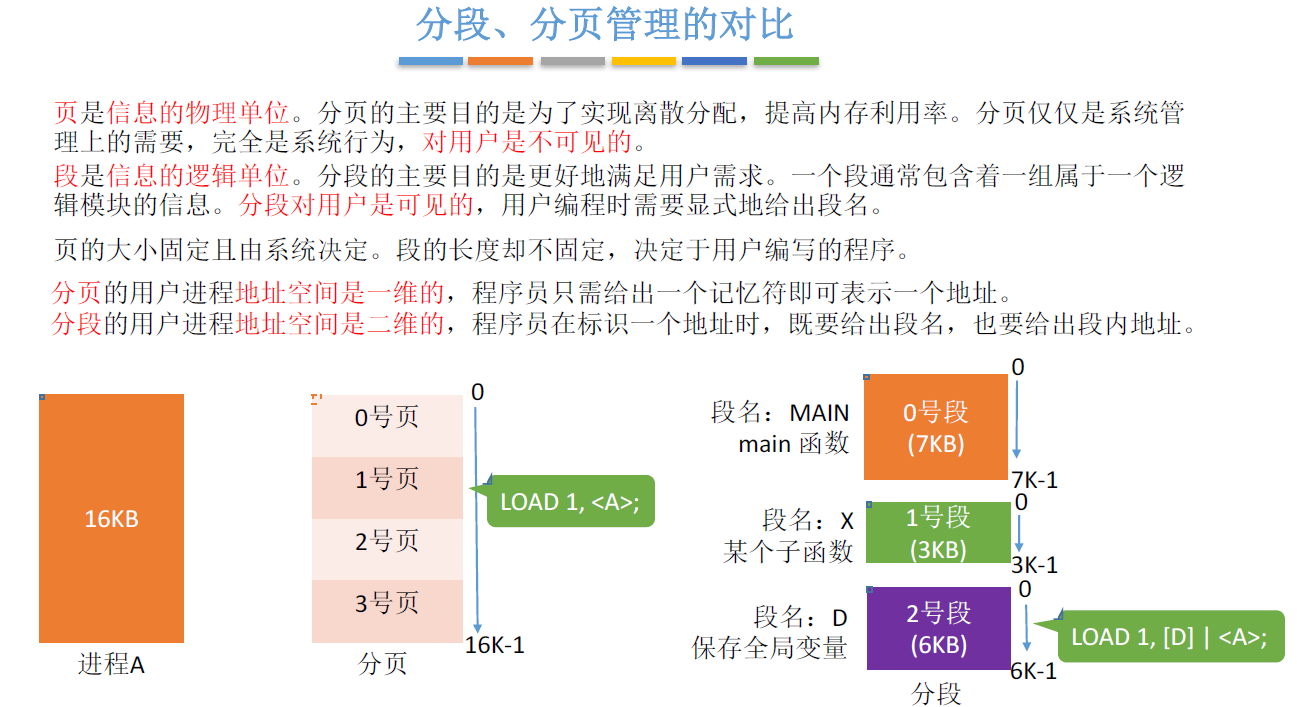 分段、分页管理的对比
页是信息的物理单位。分页的主要目的是为了实现离散分配，提高内存利用率。分页仅仅是系统管
理上的需要，完全是系统行为，对用户是不可见的。
段是信息的逻辑单位。分段的主要目的是更好地满足用户需求。一个段通常包含着一组属于一个逻
辑模块的信息。分段对用户是可见的，用户编程时需要显式地给出段名。
页的大小固定且由系统决定。段的长度却不固定，决定于用户编写的程序。
分页的用户进程地址空间是一维的，程序员只需给出一个记忆符即可表示一个地址。
分段的用户进程地址空间是二维的，程序员在标识一个地址时，既要给出段名，也要给出段内地址。
16KB
进程A
0
0号页
1号页
2号页
3号页
16K-1
LOAD 1, <A>;
分页
段名：MAIN
main 函数
0号段
(7KB)
0
7K-1
段名：X
某个子函数
1号段
(3KB)
0
3K-1
段名：D
保存全局变量
2号段
(6KB)
0
6K-1
LOAD 1, [D] | <A>;
分段